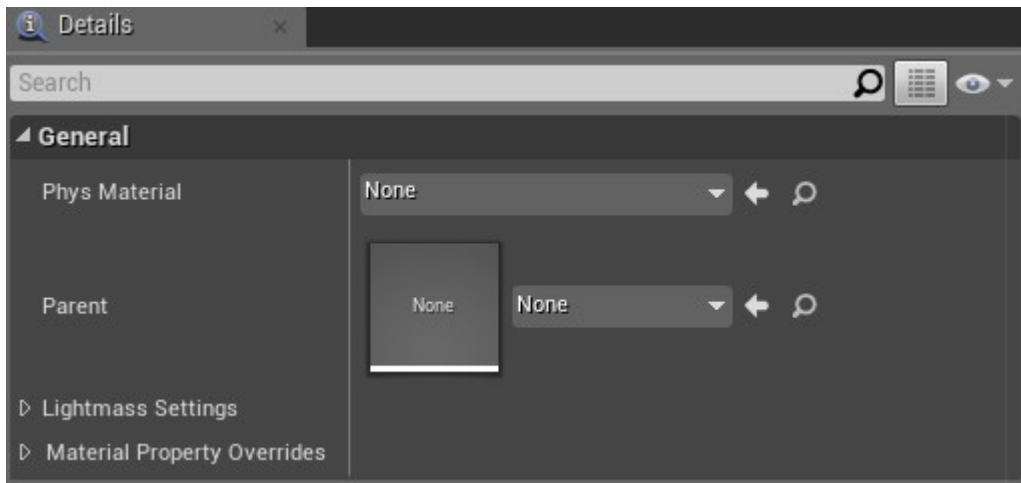 Details
Search
General
Phys Material None
Parent None None
Lightmass Settings
Material Property Overrides